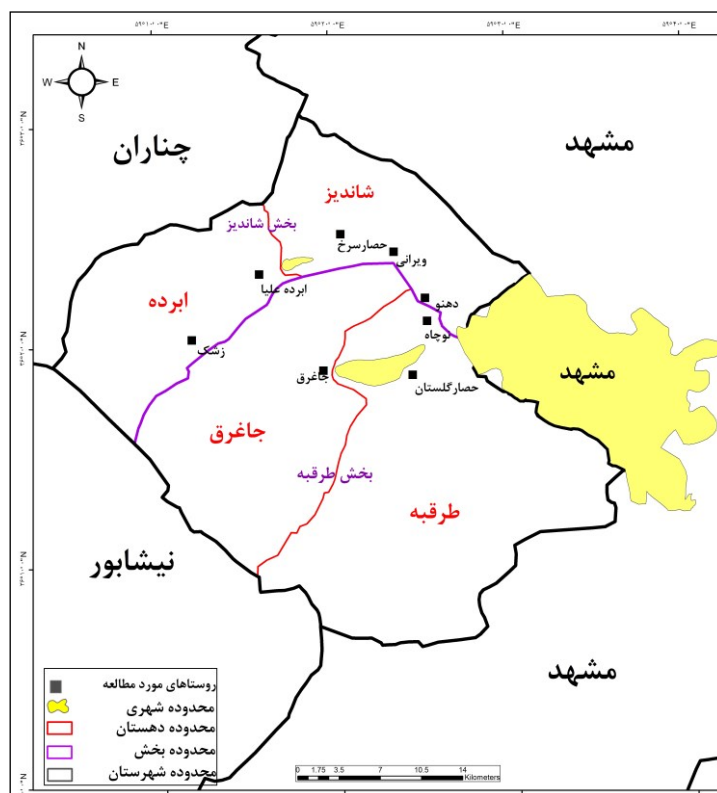 N
W E
S
چناران
مشهد
شاندیز
بخش شاندیز
حصارسرخ
ویرانی
ابرده علیا
ابرده
دهنو
نوچاه
زشک
مشهد
جاغرق
حصارگلستان
جاغرق
بخش طرقبه
طرقبه
نیشابور
مشهد
روستاهای مورد مطالعه
محدوده شهری
محدوده دهستان
محدوده بخش
محدوده شهرستان
0 1.75 3.5 7 10.5 14
Kilometers